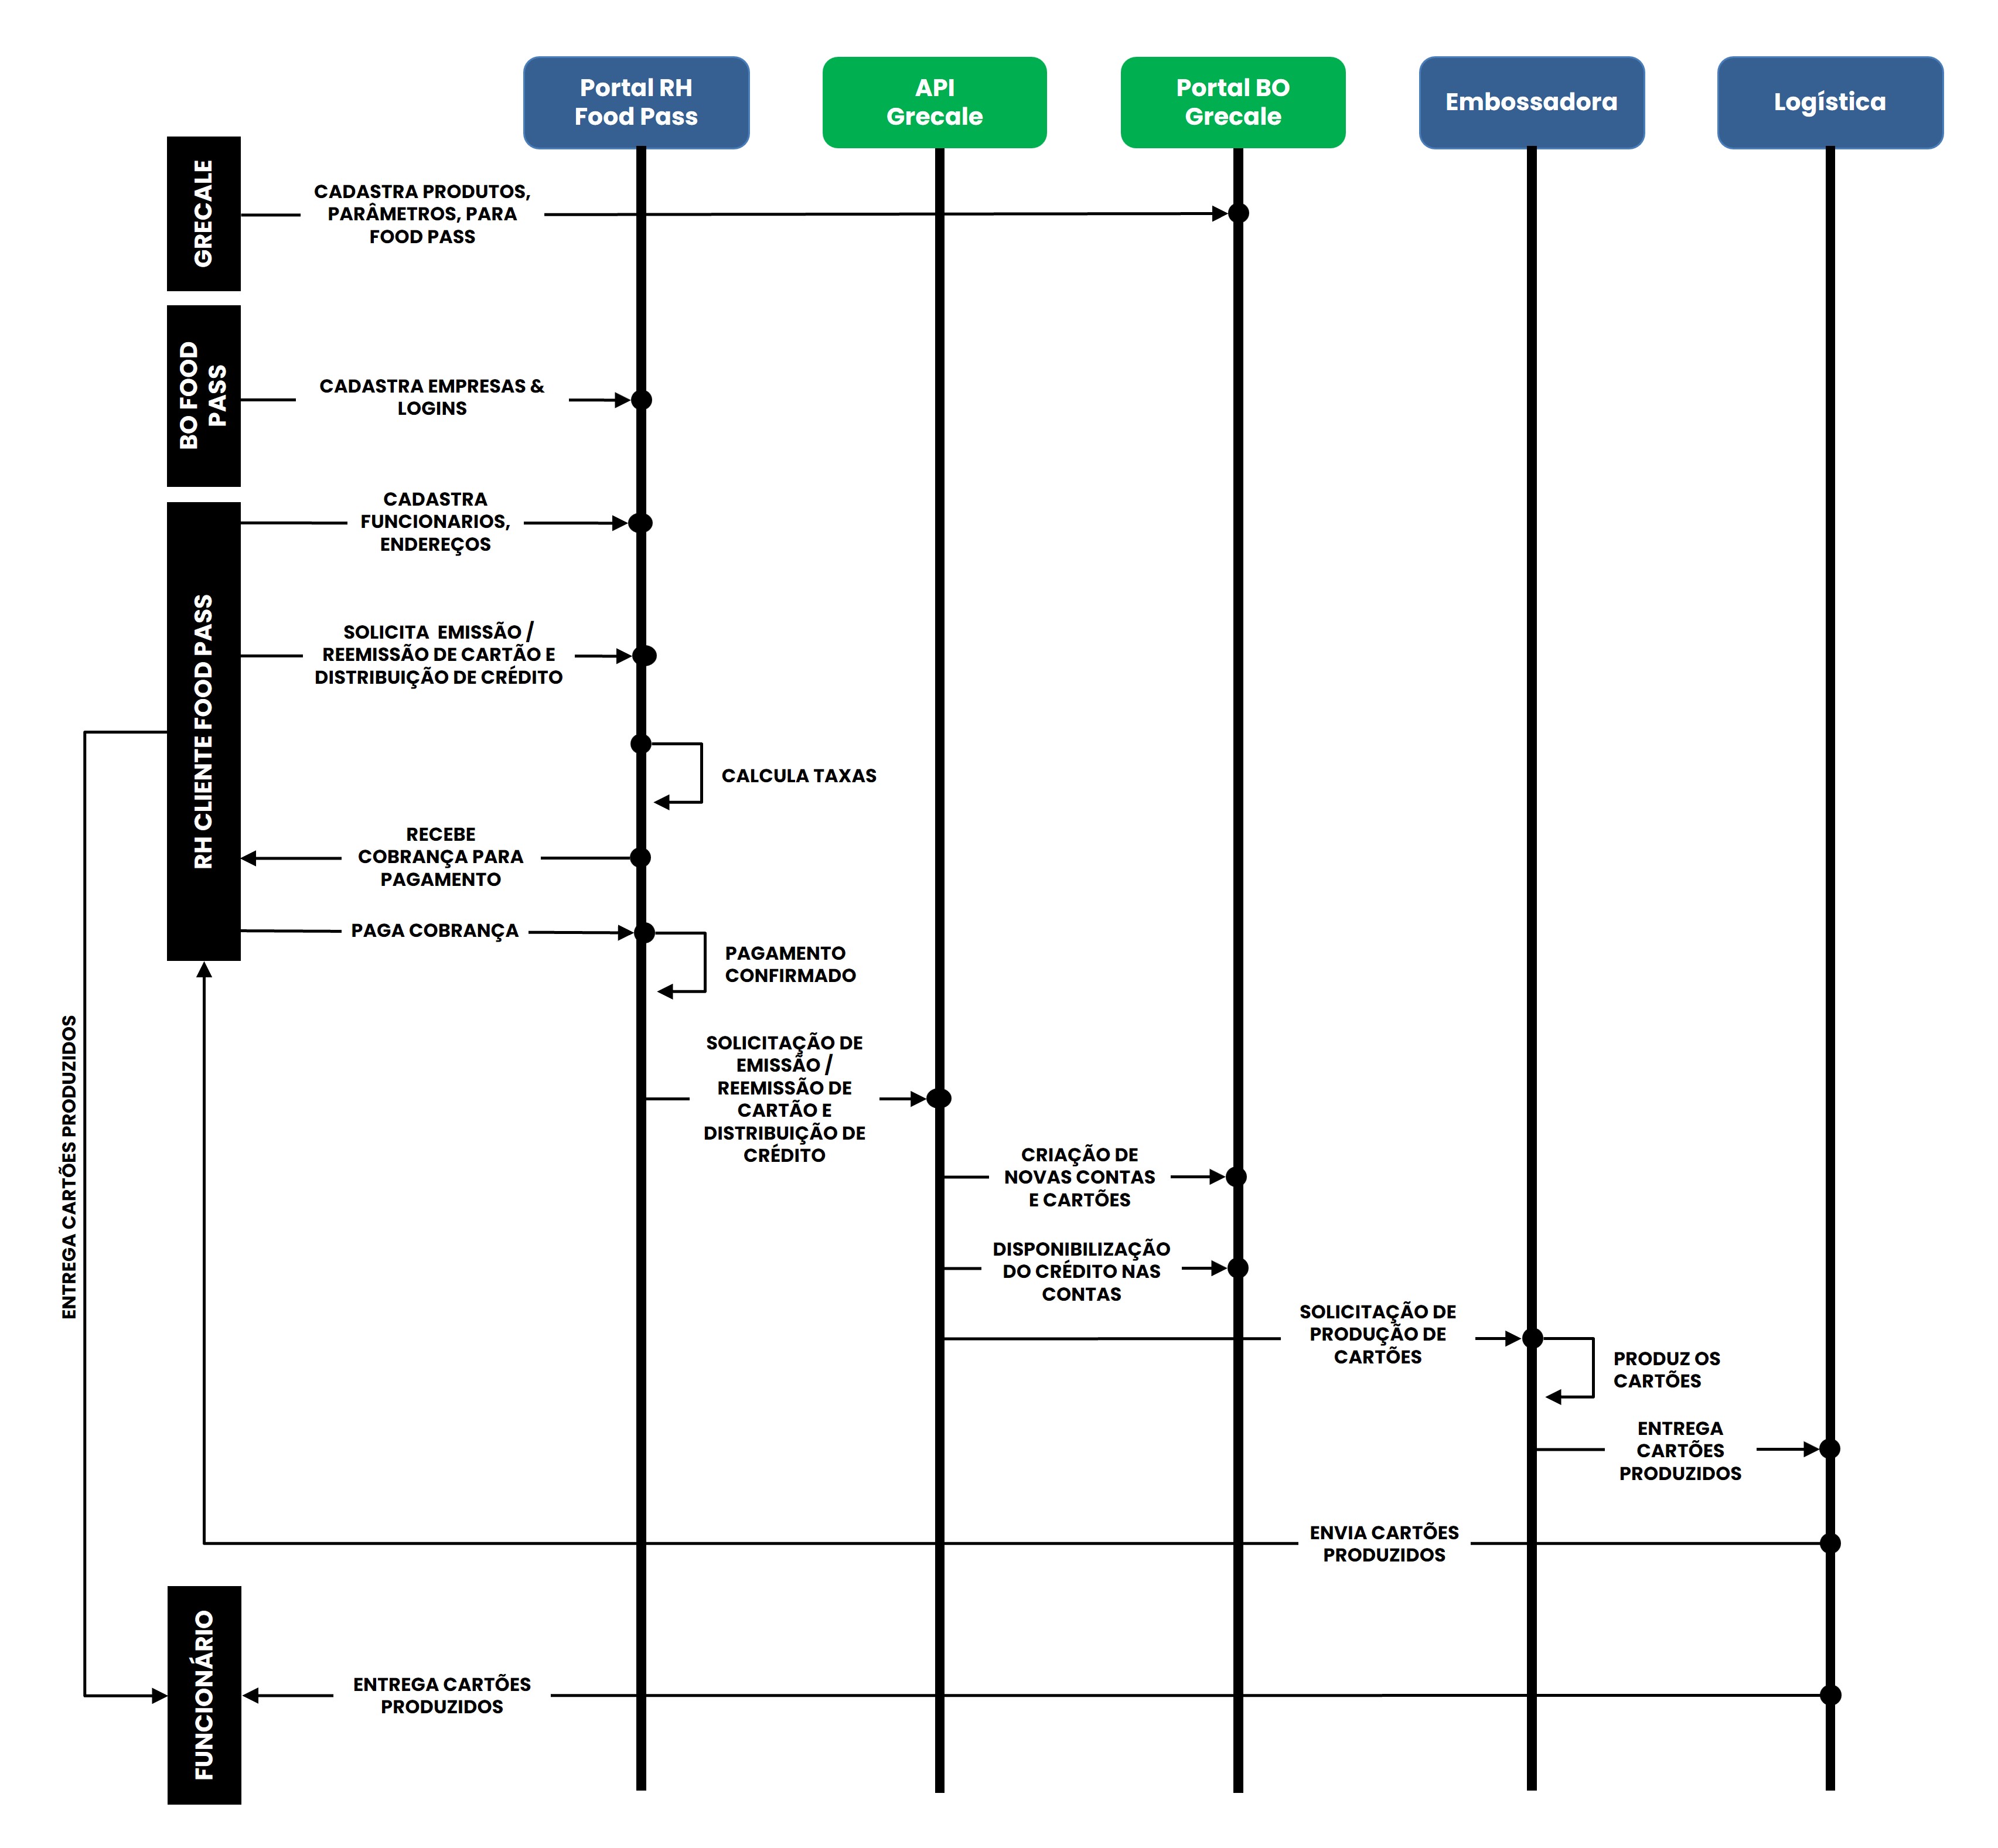 Portal RH
Food Pass
API
Grecale
Portal BO
Grecale
Embossadora
Logística
GRECALE
CADASTRA PRODUTOS,
PARÂMETROS, PARA
FOOD PASS
BO FOOD
PASS
CADASTRA EMPRESAS &
LOGINS
RH CLIENTE FOOD PASS
CADASTRA
FUNCIONARIOS,
ENDEREÇOS
SOLICITA EMISSÃO /
REEMISSÃO DE CARTÃO E
DISTRIBUIÇÃO DE CRÉDITO
CALCULA TAXAS
RECEBE
COBRANÇA PARA
PAGAMENTO
PAGA COBRANÇA
PAGAMENTO
CONFIRMADO
SOLICITAÇÃO DE
EMISSÃO /
REEMISSÃO DE
CARTÃO E
DISTRIBUIÇÃO DE
CRÉDITO
CRIAÇÃO DE
NOVAS CONTAS
E CARTÕES
DISPONIBILIZAÇÃO
DO CRÉDITO NAS
CONTAS
SOLICITAÇÃO DE
PRODUÇÃO DE
CARTÕES
PRODUZ OS
CARTÕES
ENTREGA
CARTÕES
PRODUZIDOS
ENVIA CARTÕES
PRODUZIDOS
ENTREGA CARTÕES PRODUZIDOS
FUNCIONÁRIO
ENTREGA CARTÕES
PRODUZIDOS